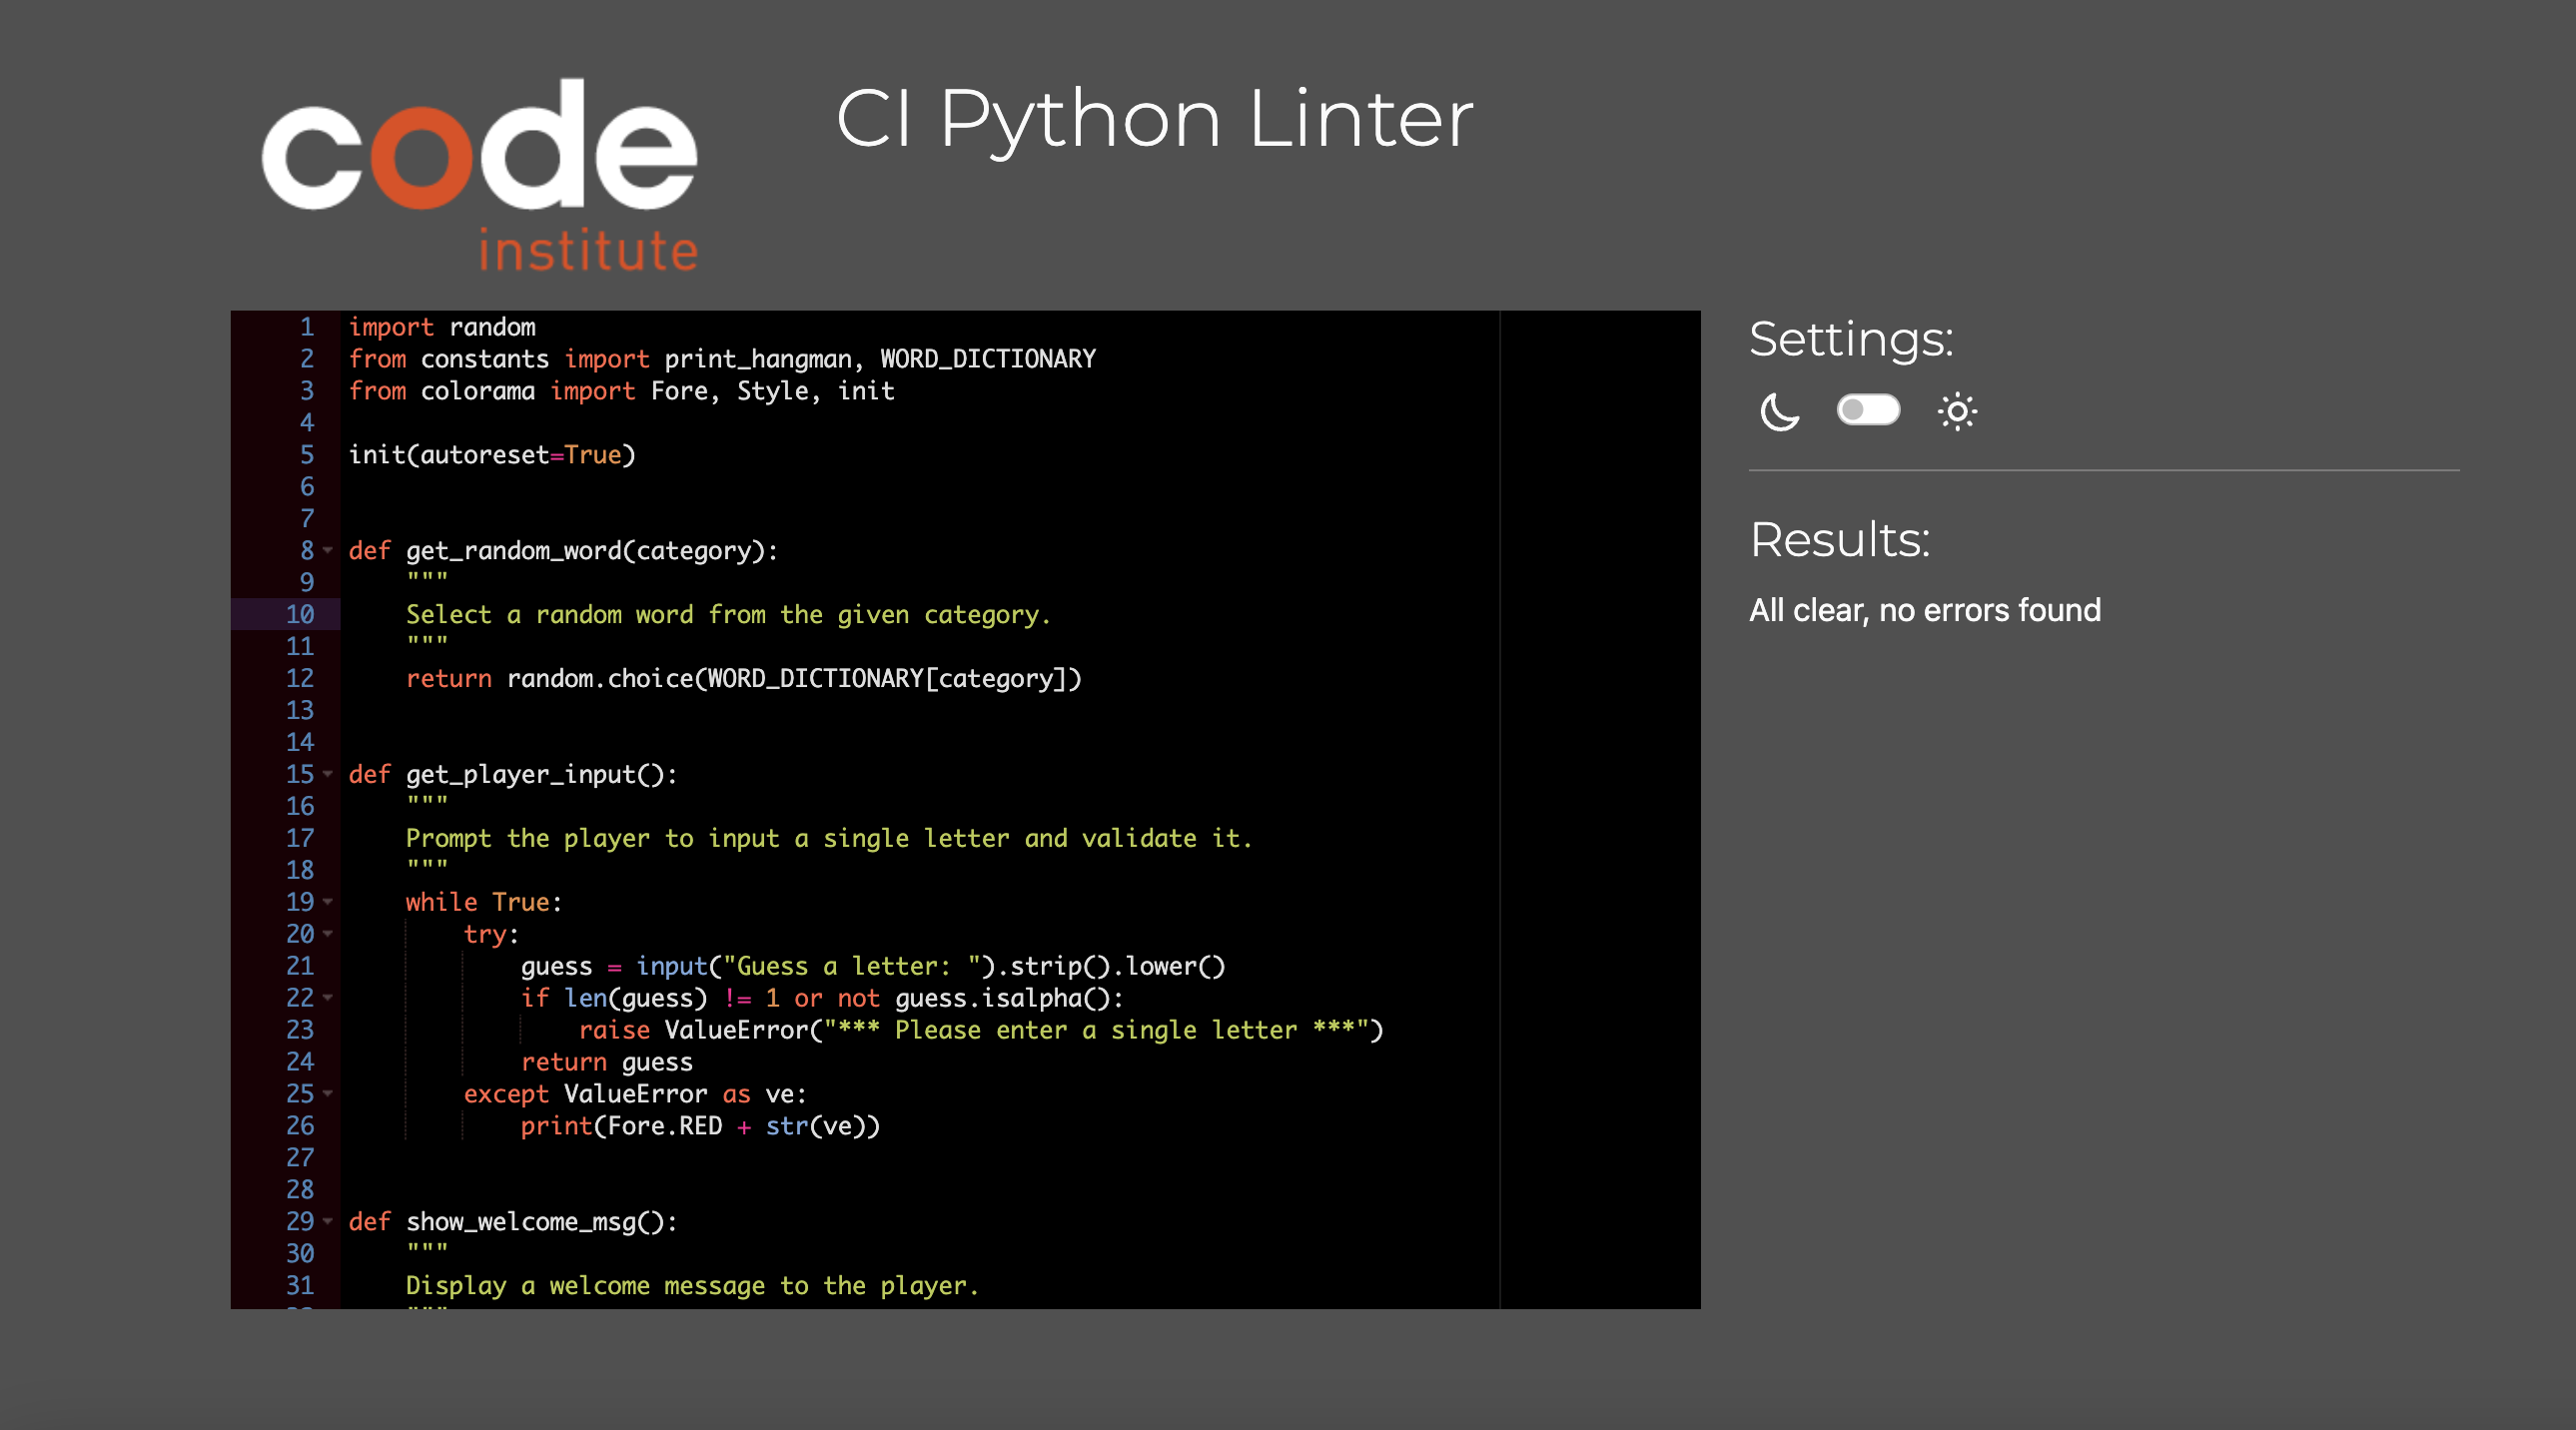 code
institute
CI Python Linter
1 import random
2 from constants import print_hangman, WORD_DICTIONARY
3 from colorama import Fore, Style, init
4
5 init(autoreset=True)
6
7
8 def get_random_word(category):
9     """
10     Select a random word from the given category.
11     """
12     return random.choice(WORD_DICTIONARY[category])
13
14
15 def get_player_input():
16     """
17     Prompt the player to input a single letter and validate it.
18     """
19     while True:
20         try:
21             guess = input("Guess a letter: ").strip().lower()
22             if len(guess) != 1 or not guess.isalpha():
23                 raise ValueError("*** Please enter a single letter ***")
24             return guess
25         except ValueError as ve:
26             print(Fore.RED + str(ve))
27
28
29 def show_welcome_msg():
30     """
31     Display a welcome message to the player.
"""
Settings:
Results:
All clear, no errors found